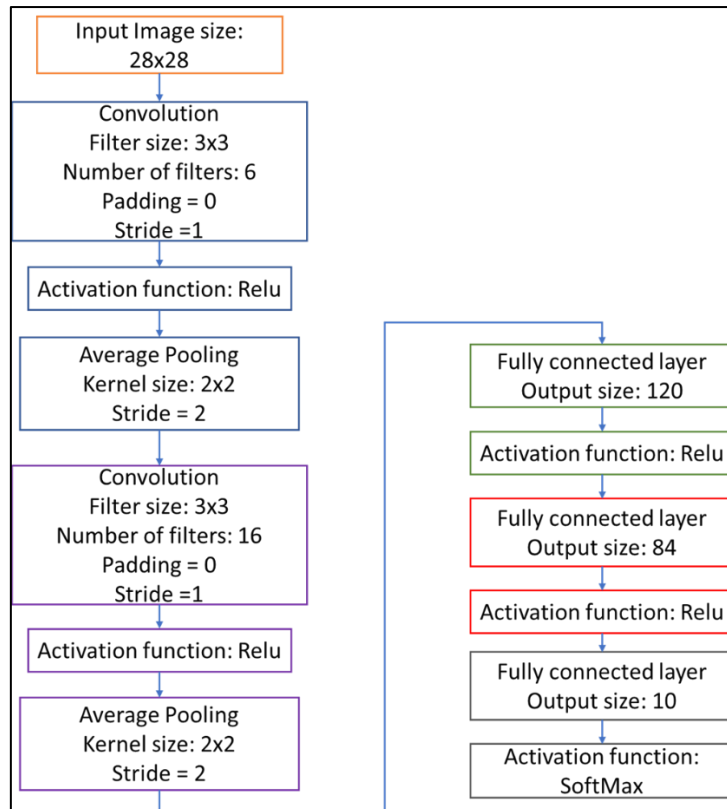 Input Image size:
28x28
Convolution
Filter size: 3x3
Number of filters: 6
Padding = 0
Stride =1
Activation function: Relu
Average Pooling
Kernel size: 2x2
Stride = 2
Convolution
Filter size: 3x3
Number of filters: 16
Padding = 0
Stride =1
Activation function: Relu
Average Pooling
Kernel size: 2x2
Stride = 2
Fully connected layer
Output size: 120
Activation function: Relu
Fully connected layer
Output size: 84
Activation function: Relu
Fully connected layer
Output size: 10
Activation function:
SoftMax